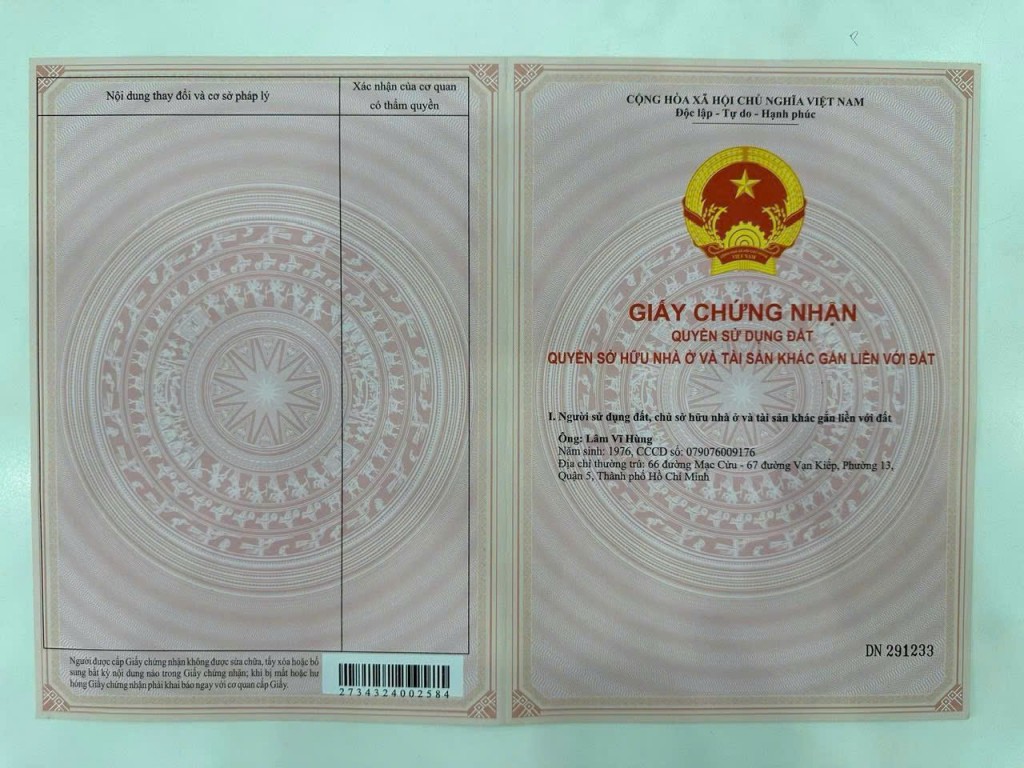 Nội dung thay đổi và cơ sở pháp lý
Xác nhận của cơ quan
có thẩm quyền
Người được cấp Giấy chứng nhận không được sửa chữa, tẩy xóa hoặc bổ
sung bất kỳ nội dung nào trong Giấy chứng nhận; khi bị mất hoặc hư
hỏng Giấy chứng nhận phải khai báo ngay với cơ quan cấp Giấy.
2734324002584
CỘNG HÒA XÃ HỘI CHỦ NGHĨA VIỆT NAM
Độc lập - Tự do - Hạnh phúc
VIỆT NAM
GIẤY CHỨNG NHẬN
QUYỀN SỬ DỤNG ĐẤT
QUYỀN SỞ HỮU NHÀ Ở VÀ TÀI SẢN KHÁC GẮN LIỀN VỚI ĐẤT
I. Người sử dụng đất, chủ sở hữu nhà ở và tài sản khác gắn liền với đất
Ông: Lâm Vĩ Hùng
Năm sinh: 1976, CCCD số: 079076009176
Địa chỉ thường trú: 66 đường Mạc Cửu - 67 đường Vạn Kiếp, Phường 13,
Quận 5, Thành phố Hồ Chí Minh
DN 291233